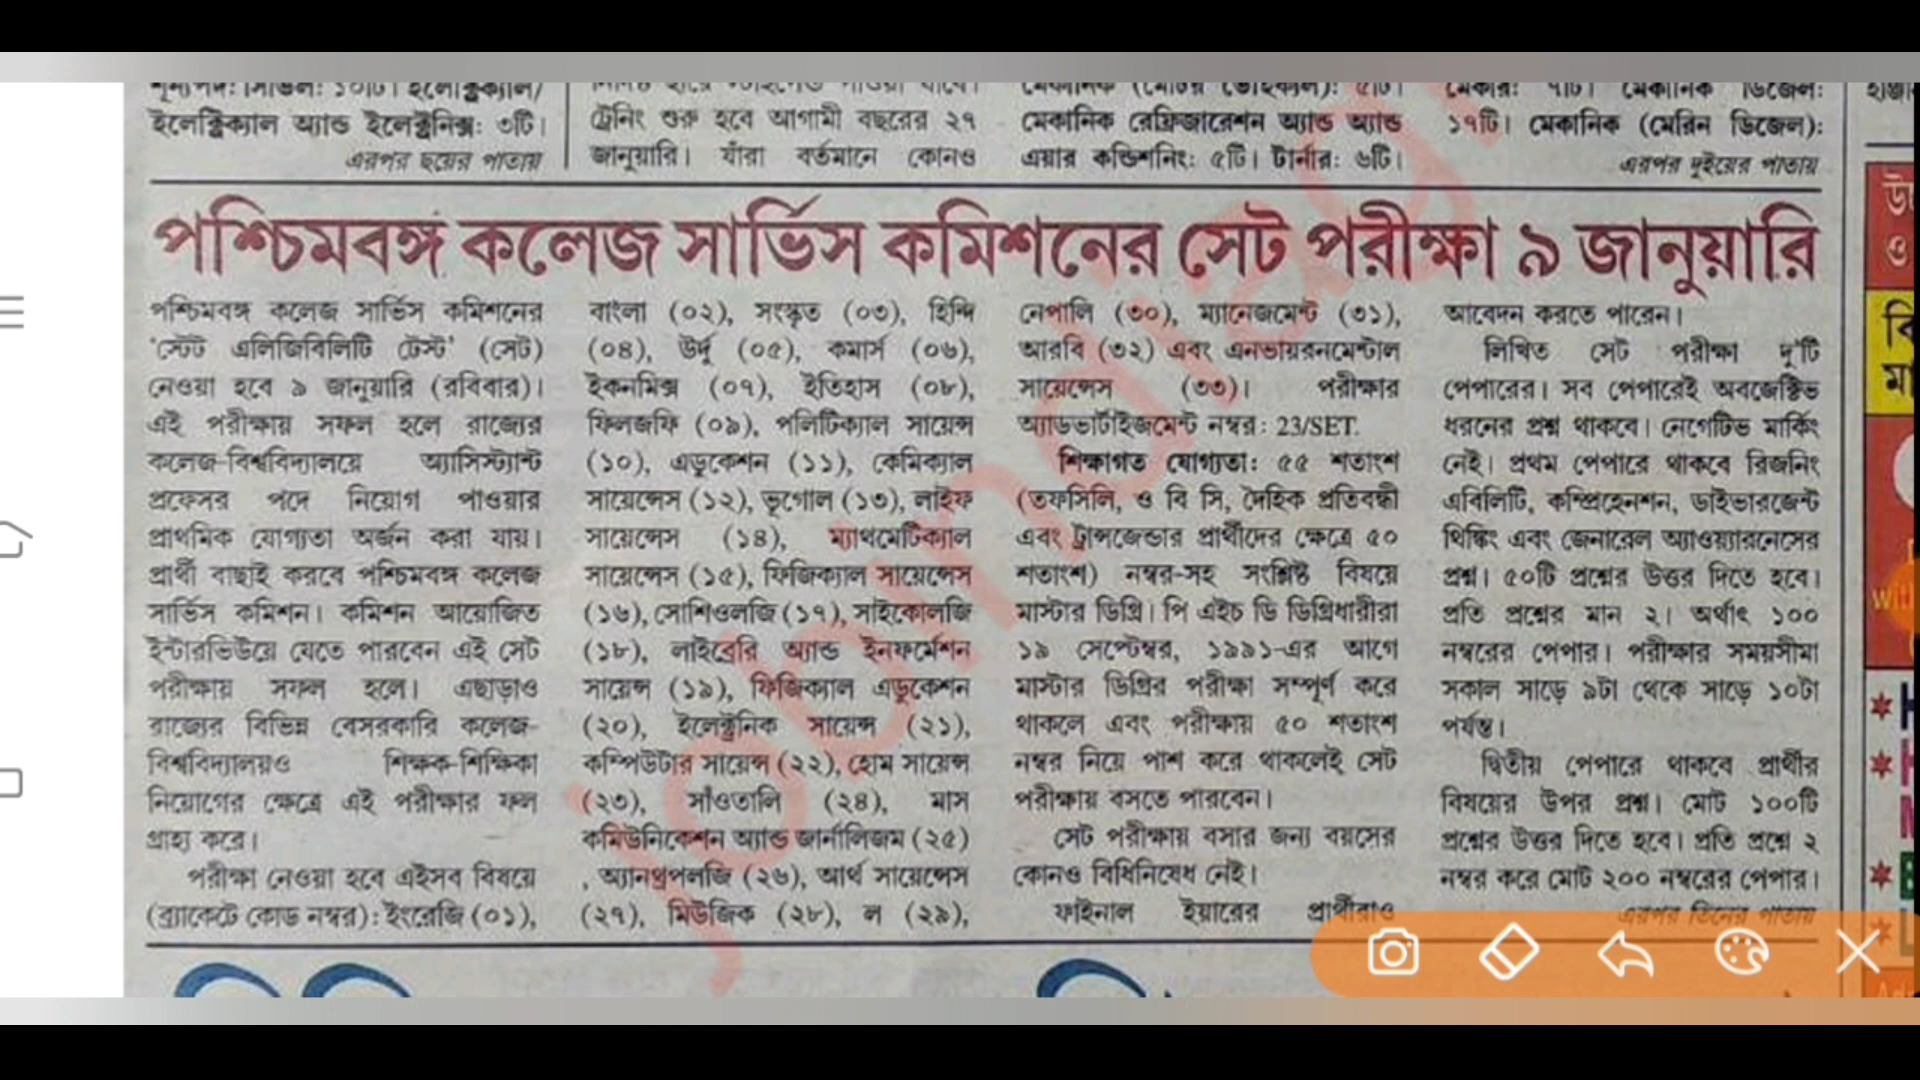 ইলেক্ট্রিক্যাল অ্যান্ড ইলেক্ট্রনিক্স: ৩টি।
এরপর ছয়ের পাতায়
ট্রেনিং শুরু হবে আগামী বছরের ২৭
জানুয়ারি। যাঁরা বর্তমানে কোনও
মেকানিক রেফ্রিজারেশন অ্যান্ড অ্যান্ড
এয়ার কন্ডিশনিং: ৫টি। টার্নার: ৬টি।
১৭টি। মেকানিক (মেরিন ডিজেল):
এরপর দুইয়ের পাতায়
পশ্চিমবঙ্গ কলেজ সার্ভিস কমিশনের সেট পরীক্ষা ৯ জানুয়ারি
পশ্চিমবঙ্গ কলেজ সার্ভিস কমিশনের
'স্টেট এলিজিবিলিটি টেস্ট' (সেট)
নেওয়া হবে ৯ জানুয়ারি (রবিবার)।
এই পরীক্ষায় সফল হলে রাজ্যের
কলেজ-বিশ্ববিদ্যালয়ে অ্যাসিস্ট্যান্ট
প্রফেসর পদে নিয়োগ পাওয়ার
প্রাথমিক যোগ্যতা অর্জন করা যায়।
প্রার্থী বাছাই করবে পশ্চিমবঙ্গ কলেজ
সার্ভিস কমিশন। কমিশন আয়োজিত
ইন্টারভিউয়ে যেতে পারবেন এই সেট
পরীক্ষায় সফল হলে। এছাড়াও
রাজ্যের বিভিন্ন বেসরকারি কলেজ-
বিশ্ববিদ্যালয়ও শিক্ষক-শিক্ষিকা
নিয়োগের ক্ষেত্রে এই পরীক্ষার ফল
গ্রাহ্য করে।
পরীক্ষা নেওয়া হবে এইসব বিষয়ে
(ব্র্যাকেটে কোড নম্বর): ইংরেজি (০১),
বাংলা (০২), সংস্কৃত (০৩), হিন্দি
(০৪), উর্দু (০৫), কমার্স (০৬),
ইকনমিক্স (০৭), ইতিহাস (০৮),
ফিলজফি (০৯), পলিটিক্যাল সায়েন্স
(১০), এডুকেশন (১১), কেমিক্যাল
সায়েন্সেস (১২), ভূগোল (১৩), লাইফ
সায়েন্সেস (১৪), ম্যাথমেটিক্যাল
সায়েন্সেস (১৫), ফিজিক্যাল সায়েন্সেস
(১৬), সোশিওলজি (১৭), সাইকোলজি
(১৮), লাইব্রেরি অ্যান্ড ইনফর্মেশন
সায়েন্স (১৯), ফিজিক্যাল এডুকেশন
(২০), ইলেক্ট্রনিক সায়েন্স (২১),
কম্পিউটার সায়েন্স (২২), হোম সায়েন্স
(২৩), সাঁওতালি (২৪), মাস
কমিউনিকেশন অ্যান্ড জার্নালিজম (২৫)
, অ্যানথ্রপলজি (২৬), আর্থ সায়েন্সেস
(২৭), মিউজিক (২৮), ল (২৯),
নেপালি (৩০), ম্যানেজমেন্ট (৩১),
আরবি (৩২) এবং এনভায়রনমেন্টাল
সায়েন্সেস (৩৩)। পরীক্ষার
অ্যাডভার্টাইজমেন্ট নম্বর: 23/SET.
শিক্ষাগত যোগ্যতা: ৫৫ শতাংশ
(তফসিলি, ও বি সি, দৈহিক প্রতিবন্ধী
এবং ট্রান্সজেন্ডার প্রার্থীদের ক্ষেত্রে ৫০
শতাংশ) নম্বর-সহ সংশ্লিষ্ট বিষয়ে
মাস্টার ডিগ্রি। পি এইচ ডি ডিগ্রিধারীরা
১৯ সেপ্টেম্বর, ১৯৯১-এর আগে
মাস্টার ডিগ্রির পরীক্ষা সম্পূর্ণ করে
থাকলে এবং পরীক্ষায় ৫০ শতাংশ
নম্বর নিয়ে পাশ করে থাকলেই সেট
পরীক্ষায় বসতে পারবেন।
সেট পরীক্ষায় বসার জন্য বয়সের
কোনও বিধিনিষেধ নেই।
ফাইনাল ইয়ারের প্রার্থীরাও
আবেদন করতে পারেন।
লিখিত সেট পরীক্ষা দু'টি
পেপারের। সব পেপারেই অবজেক্টিভ
ধরনের প্রশ্ন থাকবে। নেগেটিভ মার্কিং
নেই। প্রথম পেপারে থাকবে রিজনিং
এবিলিটি, কম্প্রিহেনশন, ডাইভারজেন্ট
থিঙ্কিং এবং জেনারেল অ্যাওয়্যারনেসের
প্রশ্ন। ৫০টি প্রশ্নের উত্তর দিতে হবে।
প্রতি প্রশ্নের মান ২। অর্থাৎ ১০০
নম্বরের পেপার। পরীক্ষার সময়সীমা
সকাল সাড়ে ৯টা থেকে সাড়ে ১০টা
পর্যন্ত।
দ্বিতীয় পেপারে থাকবে প্রার্থীর
বিষয়ের উপর প্রশ্ন। মোট ১০০টি
প্রশ্নের উত্তর দিতে হবে। প্রতি প্রশ্নে ২
নম্বর করে মোট ২০০ নম্বরের পেপার।
এরপর তিনের পাতায়